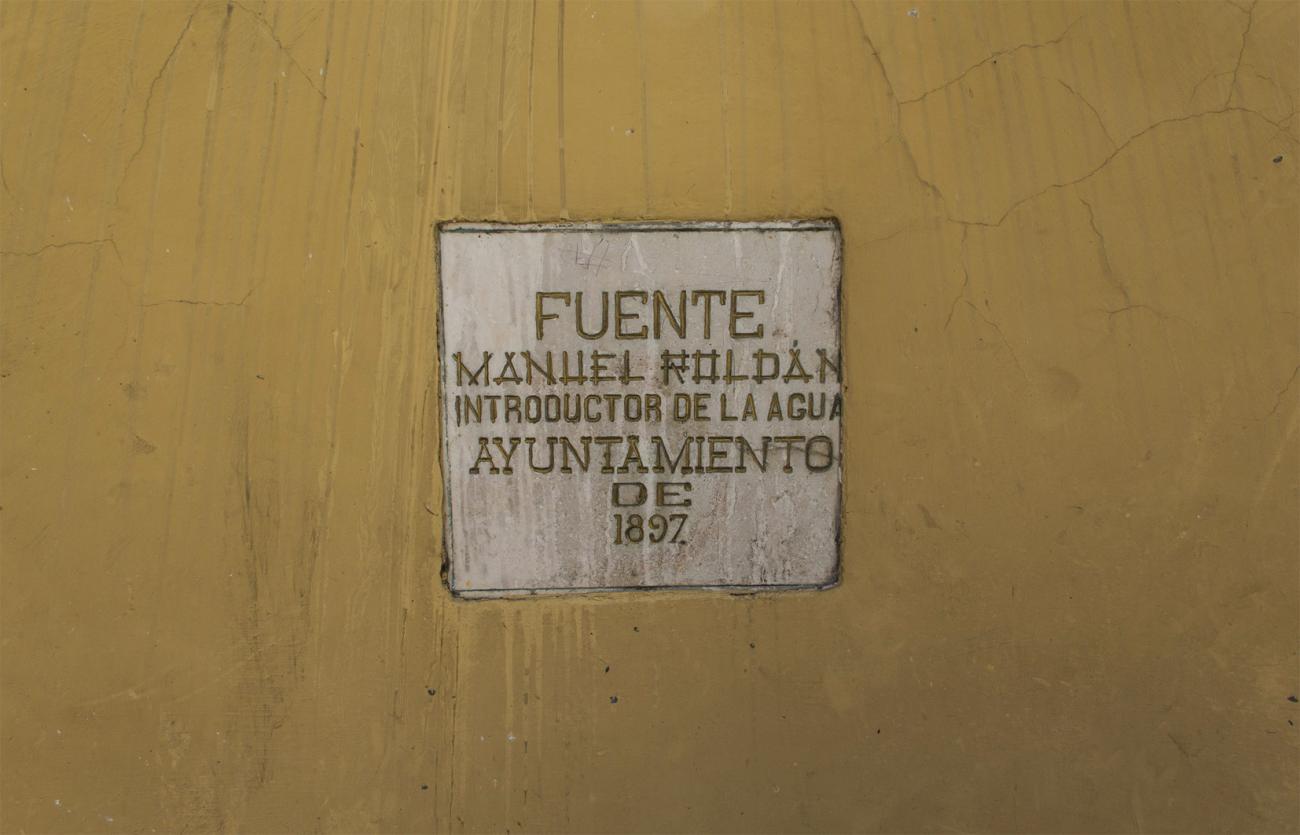 FUENTE
MANUEL ROLDÁN
INTRODUCTOR DE LA AGUA
AYUNTAMIENTO
DE
1897